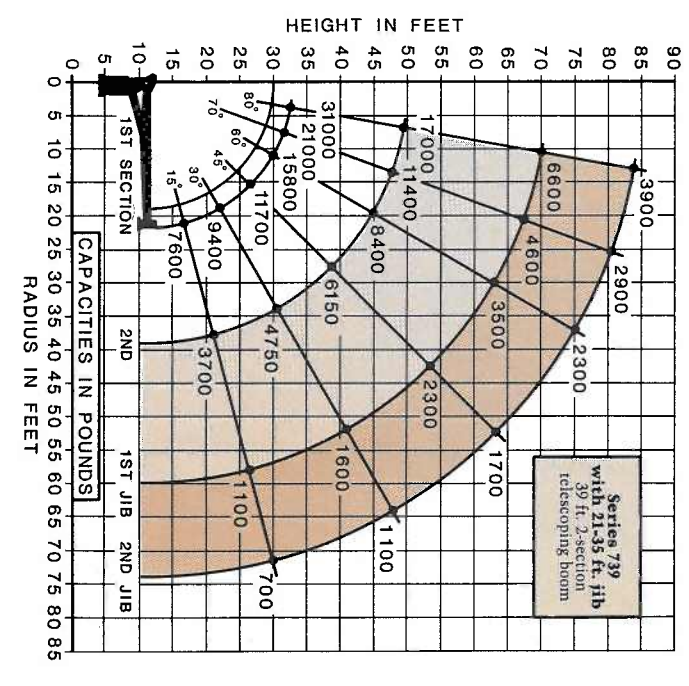 HEIGHT IN FEET
0 5 10 15 20 25 30 35 40 45 50 55 60 65 70 75 80 85 90
0
5
10
15
20
25
30
35
40
45
50
55
60
65
70
75
80
85
RADIUS IN FEET
CAPACITIES IN POUNDS
1ST SECTION
2ND
1ST JIB
2ND JIB
80° 31000 17000 6600 3900
70° 21000 11400 4600 2900
60° 15800 8400 3500 2300
45° 11700 6150 2300 1700
30° 9400 4750 1600 1100
15° 7600 3700 1100 700
Series 739
with 21-35 ft. jib
39 ft. 2-section
telescoping boom